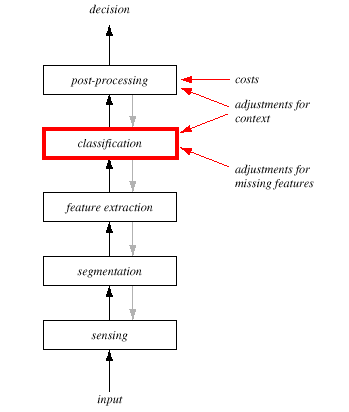 decision
post-processing
costs
adjustments for
context
classification
adjustments for
missing features
feature extraction
segmentation
sensing
input